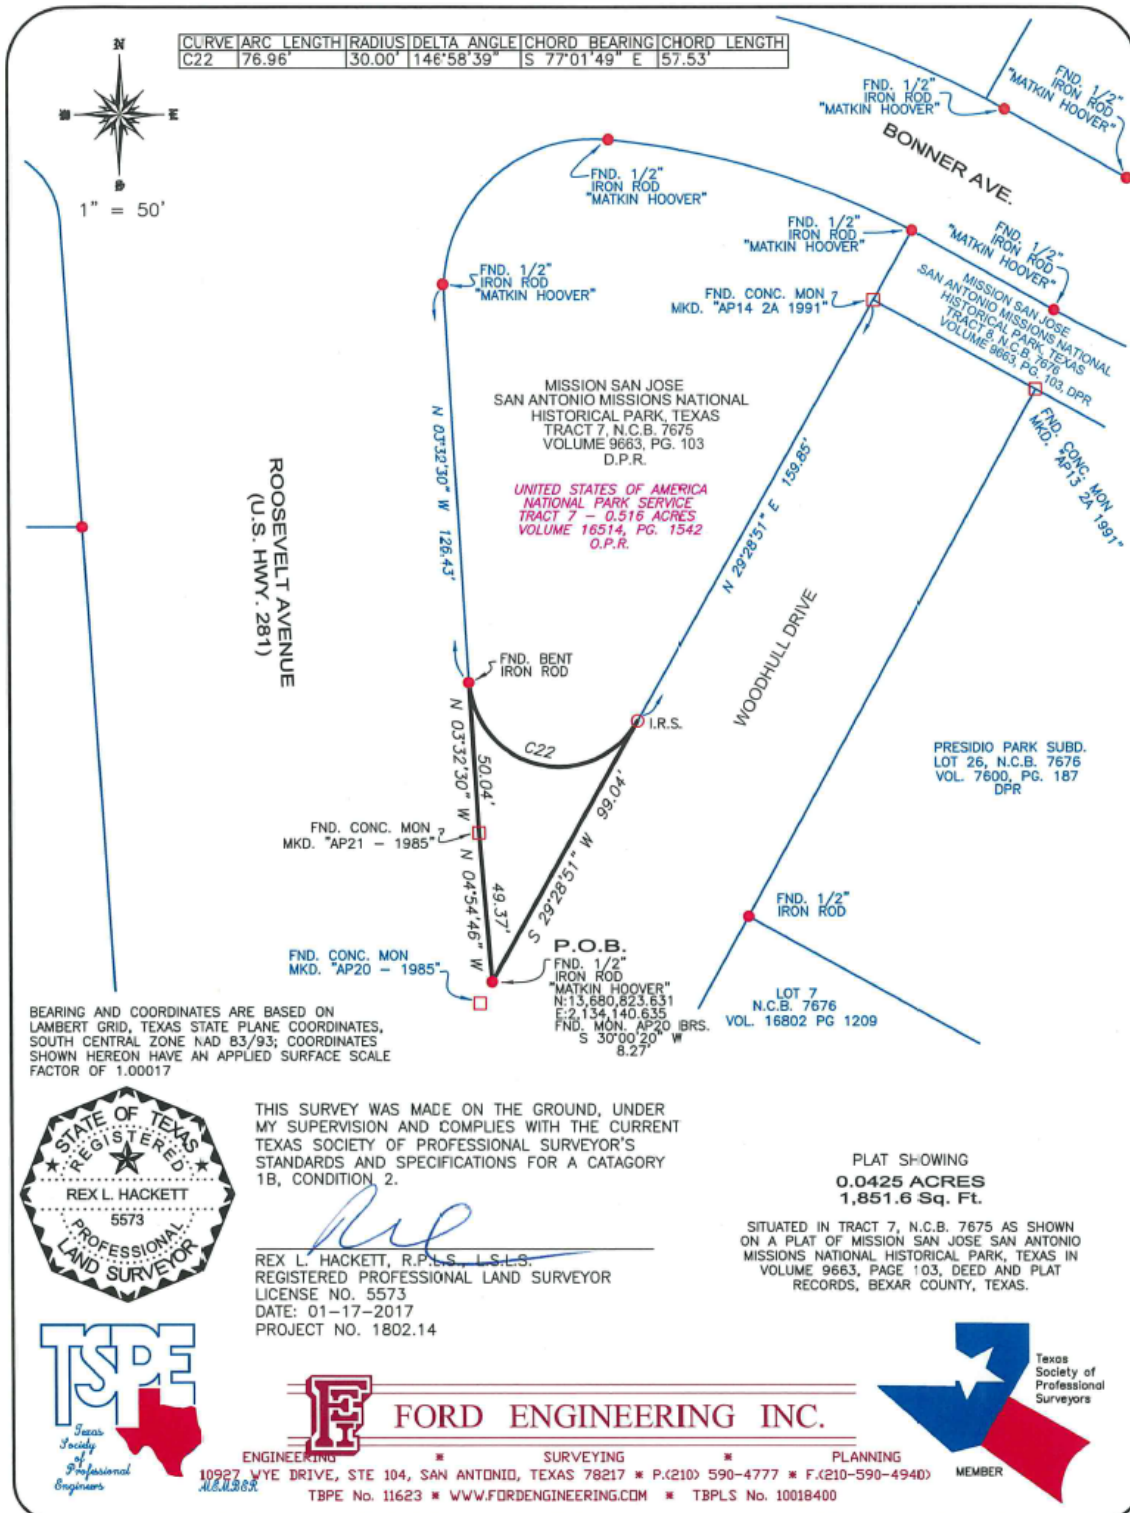 CURVE ARC LENGTH RADIUS DELTA ANGLE CHORD BEARING CHORD LENGTH
C22 76.96' 30.00' 146°58'39" S 77°01'49" E 57.53'
N
S
1" = 50'
FND. 1/2"
IRON ROD
"MATKIN HOOVER"
FND. 1/2"
IRON ROD
"MATKIN HOOVER"
BONNER AVE.
FND. 1/2"
IRON ROD
"MATKIN HOOVER"
FND. 1/2"
IRON ROD
"MATKIN HOOVER"
FND. 1/2"
IRON ROD
"MATKIN HOOVER"
FND. 1/2"
IRON ROD
"MATKIN HOOVER"
FND. CONC. MON
MKD. "AP14 2A 1991"
MISSION SAN JOSE
SAN ANTONIO MISSIONS NATIONAL
HISTORICAL PARK, TEXAS
TRACT 8, N.C.B. 7676
VOLUME 9663, PG. 103, DPR
FND. CONC. MON
MKD. "AP13 2A 1991"
MISSION SAN JOSE
SAN ANTONIO MISSIONS NATIONAL
HISTORICAL PARK, TEXAS
TRACT 7, N.C.B. 7675
VOLUME 9663, PG. 103
D.P.R.
UNITED STATES OF AMERICA
NATIONAL PARK SERVICE
TRACT 7 – 0.516 ACRES
VOLUME 16514, PG. 1542
O.P.R.
N 03°32'30" W 126.43'
N 29°28'51" E 159.85'
ROOSEVELT AVENUE
(U.S. HWY. 281)
WOODHULL DRIVE
FND. BENT
IRON ROD
I.R.S.
C22
N 03°32'30" W
50.04'
S 29°28'51" W 99.04'
PRESIDIO PARK SUBD.
LOT 26, N.C.B. 7676
VOL. 7600, PG. 187
DPR
FND. CONC. MON
MKD. "AP21 – 1985"
N 04°54'46" W
49.37'
FND. 1/2"
IRON ROD
FND. CONC. MON
MKD. "AP20 – 1985"
P.O.B.
FND. 1/2"
IRON ROD
"MATKIN HOOVER"
N:13,680,823.631
E:2,134,140.635
FND. MON. AP20 BRS.
S 30°00'20" W
8.27'
LOT 7
N.C.B. 7676
VOL. 16802 PG 1209
BEARING AND COORDINATES ARE BASED ON
LAMBERT GRID, TEXAS STATE PLANE COORDINATES,
SOUTH CENTRAL ZONE NAD 83/93; COORDINATES
SHOWN HEREON HAVE AN APPLIED SURFACE SCALE
FACTOR OF 1.00017
STATE OF TEXAS
REGISTERED
REX L. HACKETT
5573
PROFESSIONAL
LAND SURVEYOR
THIS SURVEY WAS MADE ON THE GROUND, UNDER
MY SUPERVISION AND COMPLIES WITH THE CURRENT
TEXAS SOCIETY OF PROFESSIONAL SURVEYOR'S
STANDARDS AND SPECIFICATIONS FOR A CATAGORY
1B, CONDITION 2.
REX L. HACKETT, R.P.L.S., L.S.L.S.
REGISTERED PROFESSIONAL LAND SURVEYOR
LICENSE NO. 5573
DATE: 01–17–2017
PROJECT NO. 1802.14
PLAT SHOWING
0.0425 ACRES
1,851.6 Sq. Ft.
SITUATED IN TRACT 7, N.C.B. 7675 AS SHOWN
ON A PLAT OF MISSION SAN JOSE SAN ANTONIO
MISSIONS NATIONAL HISTORICAL PARK, TEXAS IN
VOLUME 9663, PAGE 103, DEED AND PLAT
RECORDS, BEXAR COUNTY, TEXAS.
TSPE
Texas
Society
of
Professional
Engineers
MEMBER
FORD ENGINEERING INC.
ENGINEERING * SURVEYING * PLANNING
10927 WYE DRIVE, STE 104, SAN ANTONIO, TEXAS 78217 * P.(210) 590-4777 * F.(210-590-4940)
TBPE No. 11623 * WWW.FORDENGINEERING.COM * TBPLS No. 10018400
Texas
Society of
Professional
Surveyors
MEMBER